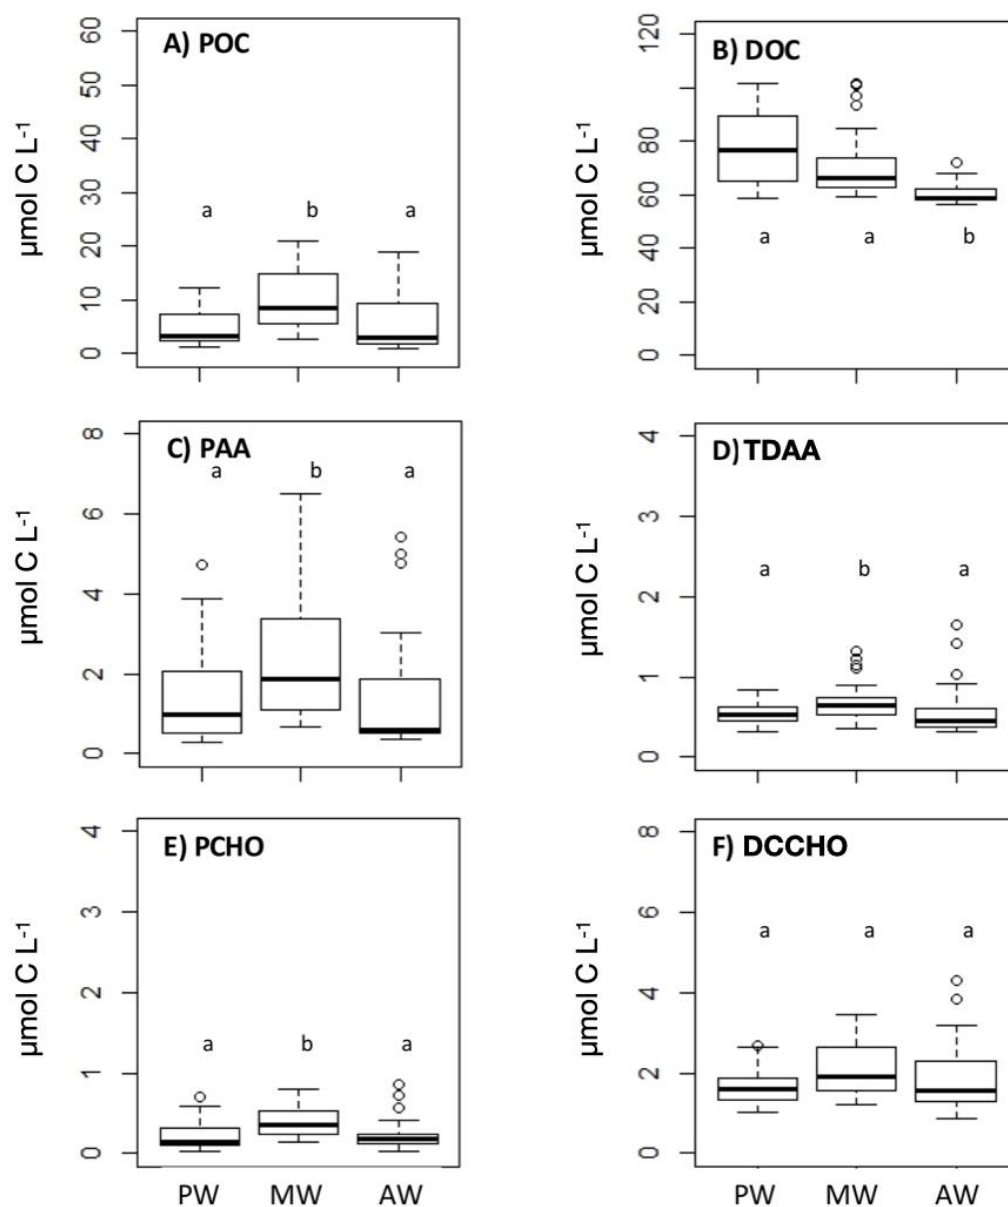 A) POC
µmol C L-1
60
50
40
30
20
10
0
a
b
a
B) DOC
µmol C L-1
120
80
60
40
20
0
a
a
b
C) PAA
µmol C L-1
8
6
4
2
0
a
b
a
D) TDAA
µmol C L-1
4
3
2
1
0
a
b
a
E) PCHO
µmol C L-1
4
3
2
1
0
a
b
a
PW MW AW
F) DCCHO
µmol C L-1
8
6
4
2
0
a
a
a
PW MW AW